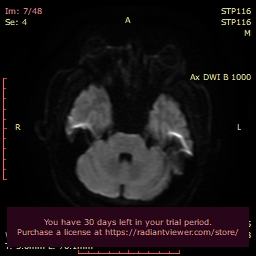 Im: 7/48
Se: 4
A
STP116
STP116
M
Ax DWI B 1000
R
L
You have 30 days left in your trial period.
Purchase a license at https://radiantviewer.com/store/